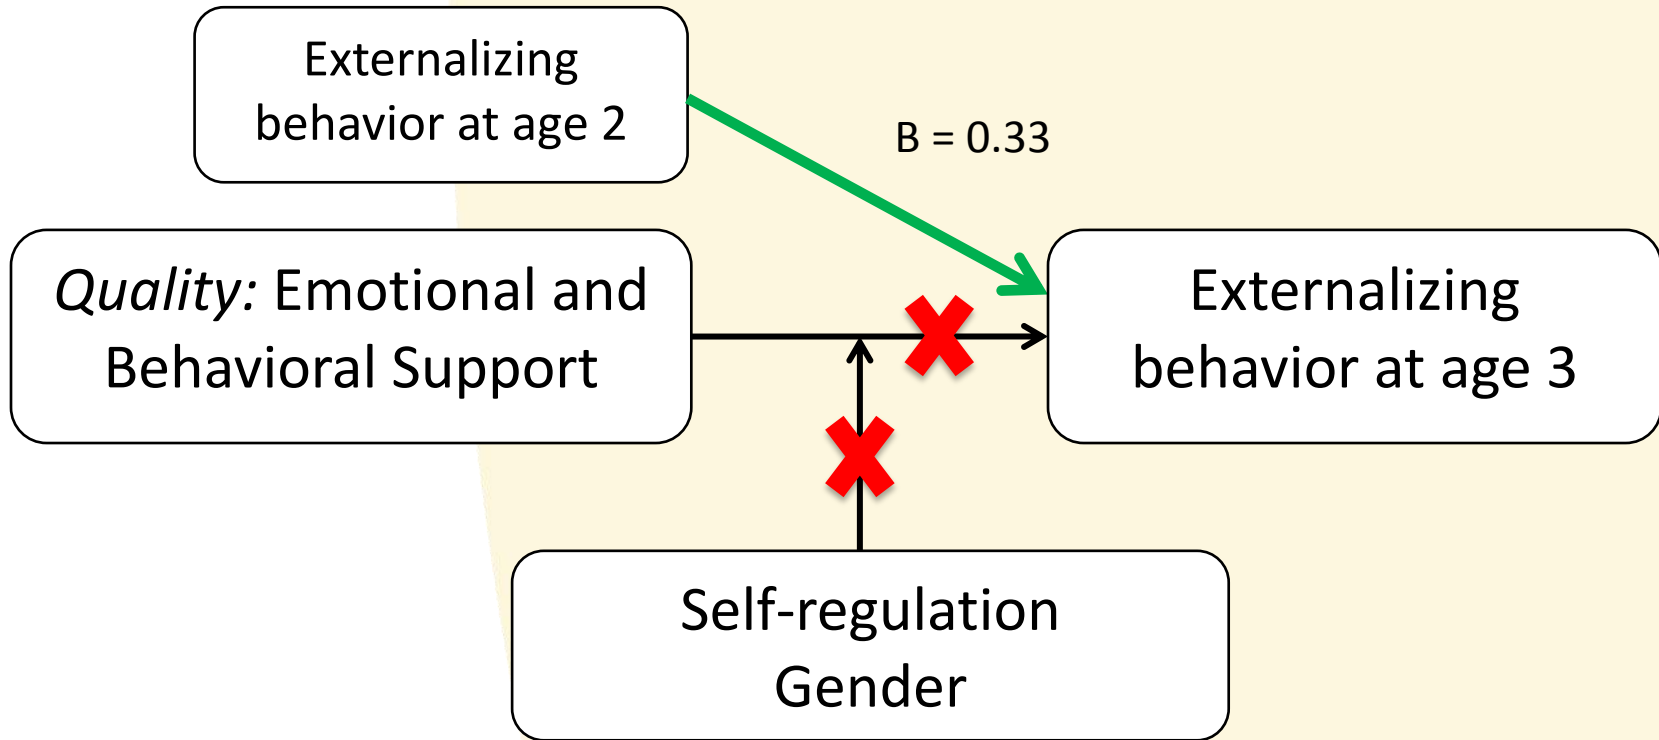 Externalizing
behavior at age 2
B = 0.33
Quality: Emotional and
Behavioral Support
Externalizing
behavior at age 3
Self-regulation
Gender